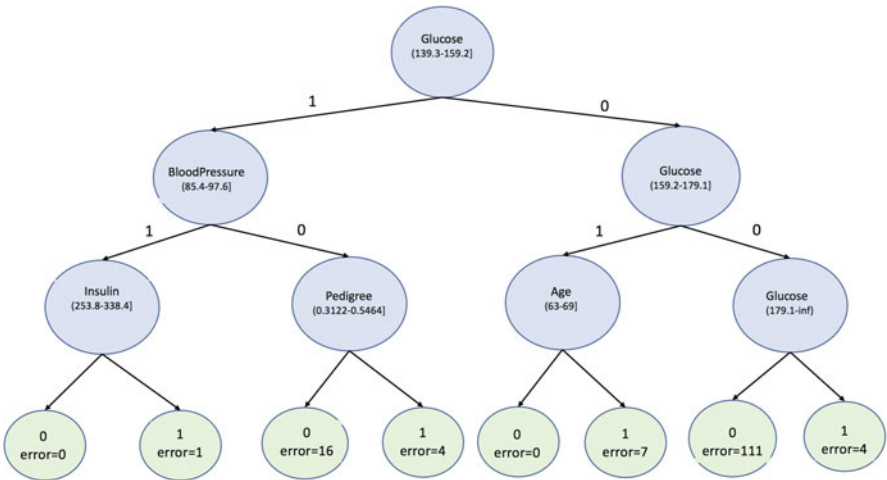 Glucose
(139.3-159.2]
1
0
BloodPressure
(85.4-97.6]
Glucose
(159.2-179.1]
1
0
1
0
Insulin
(253.8-338.4]
Pedigree
(0.3122-0.5464]
Age
(63-69]
Glucose
(179.1-inf)
0
error=0
1
error=1
0
error=16
1
error=4
0
error=0
1
error=7
0
error=111
1
error=4